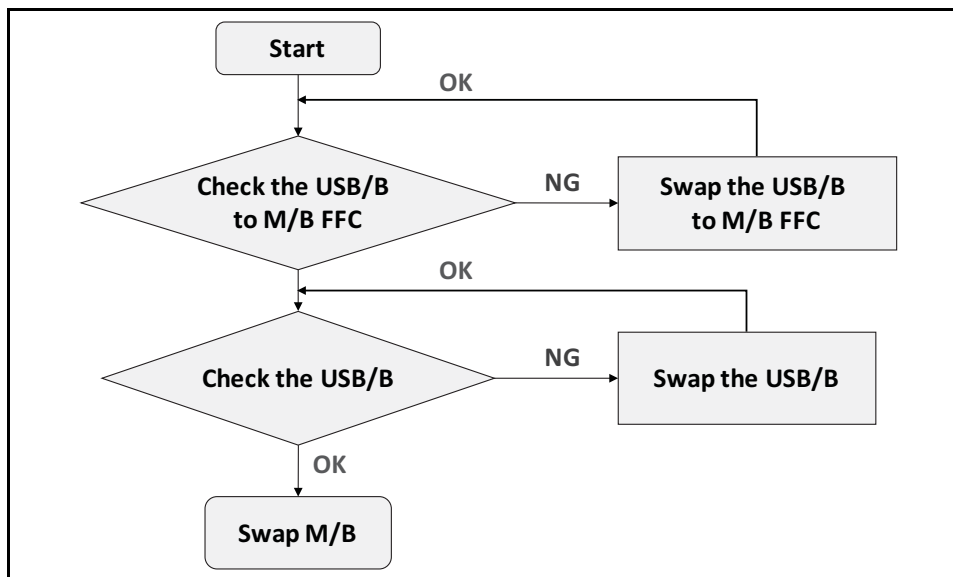 Start
OK
Check the USB/B
to M/B FFC
NG
Swap the USB/B
to M/B FFC
OK
Check the USB/B
NG
Swap the USB/B
OK
Swap M/B